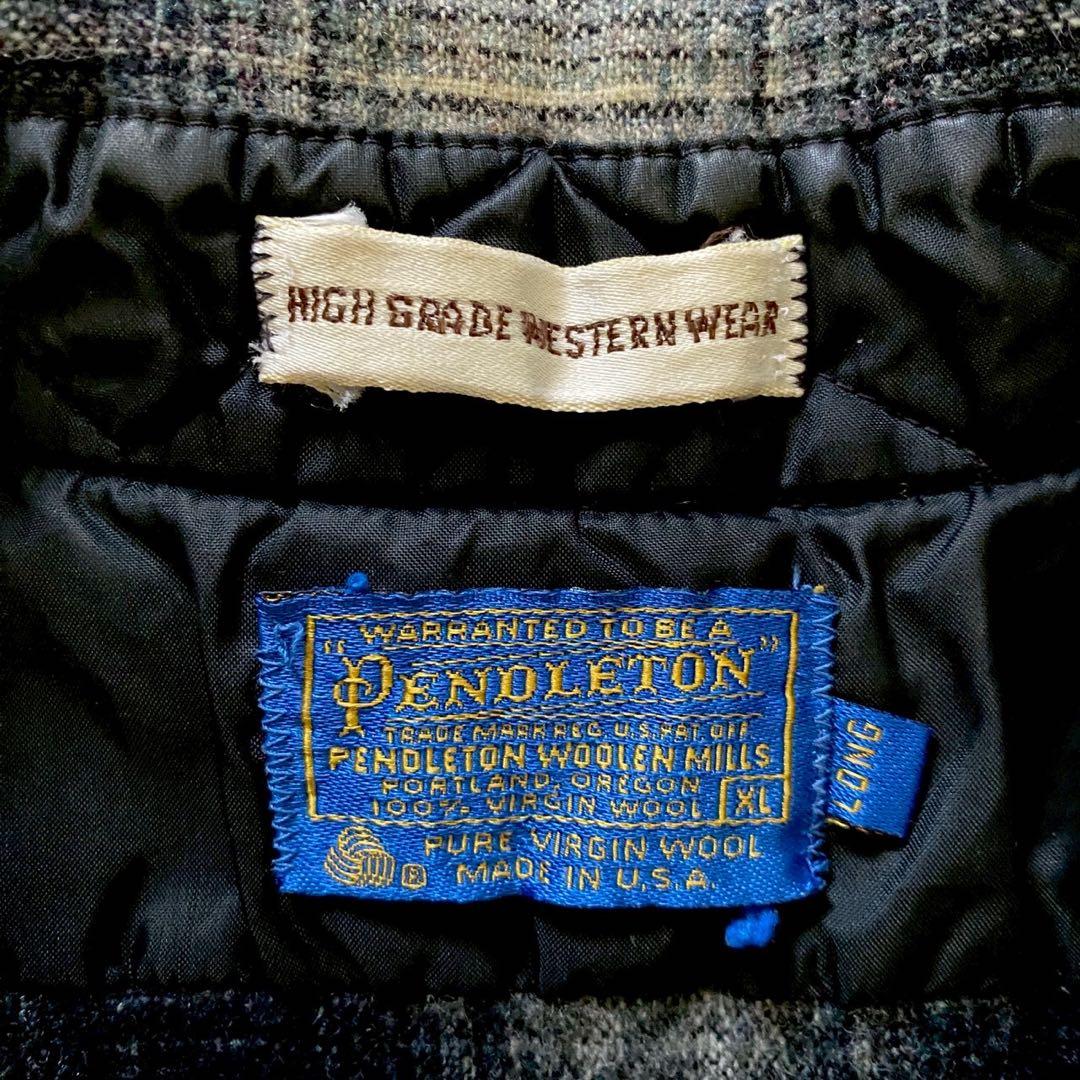 HIGH GRADE WESTERN WEAR
WARRANTED TO BE A
"PENDLETON"
TRADE MARK REG. U.S. PAT. OFF
PENDLETON WOOLEN MILLS
PORTLAND, OREGON
100% VIRGIN WOOL XL
LONG
® PURE VIRGIN WOOL
MADE IN U.S.A.